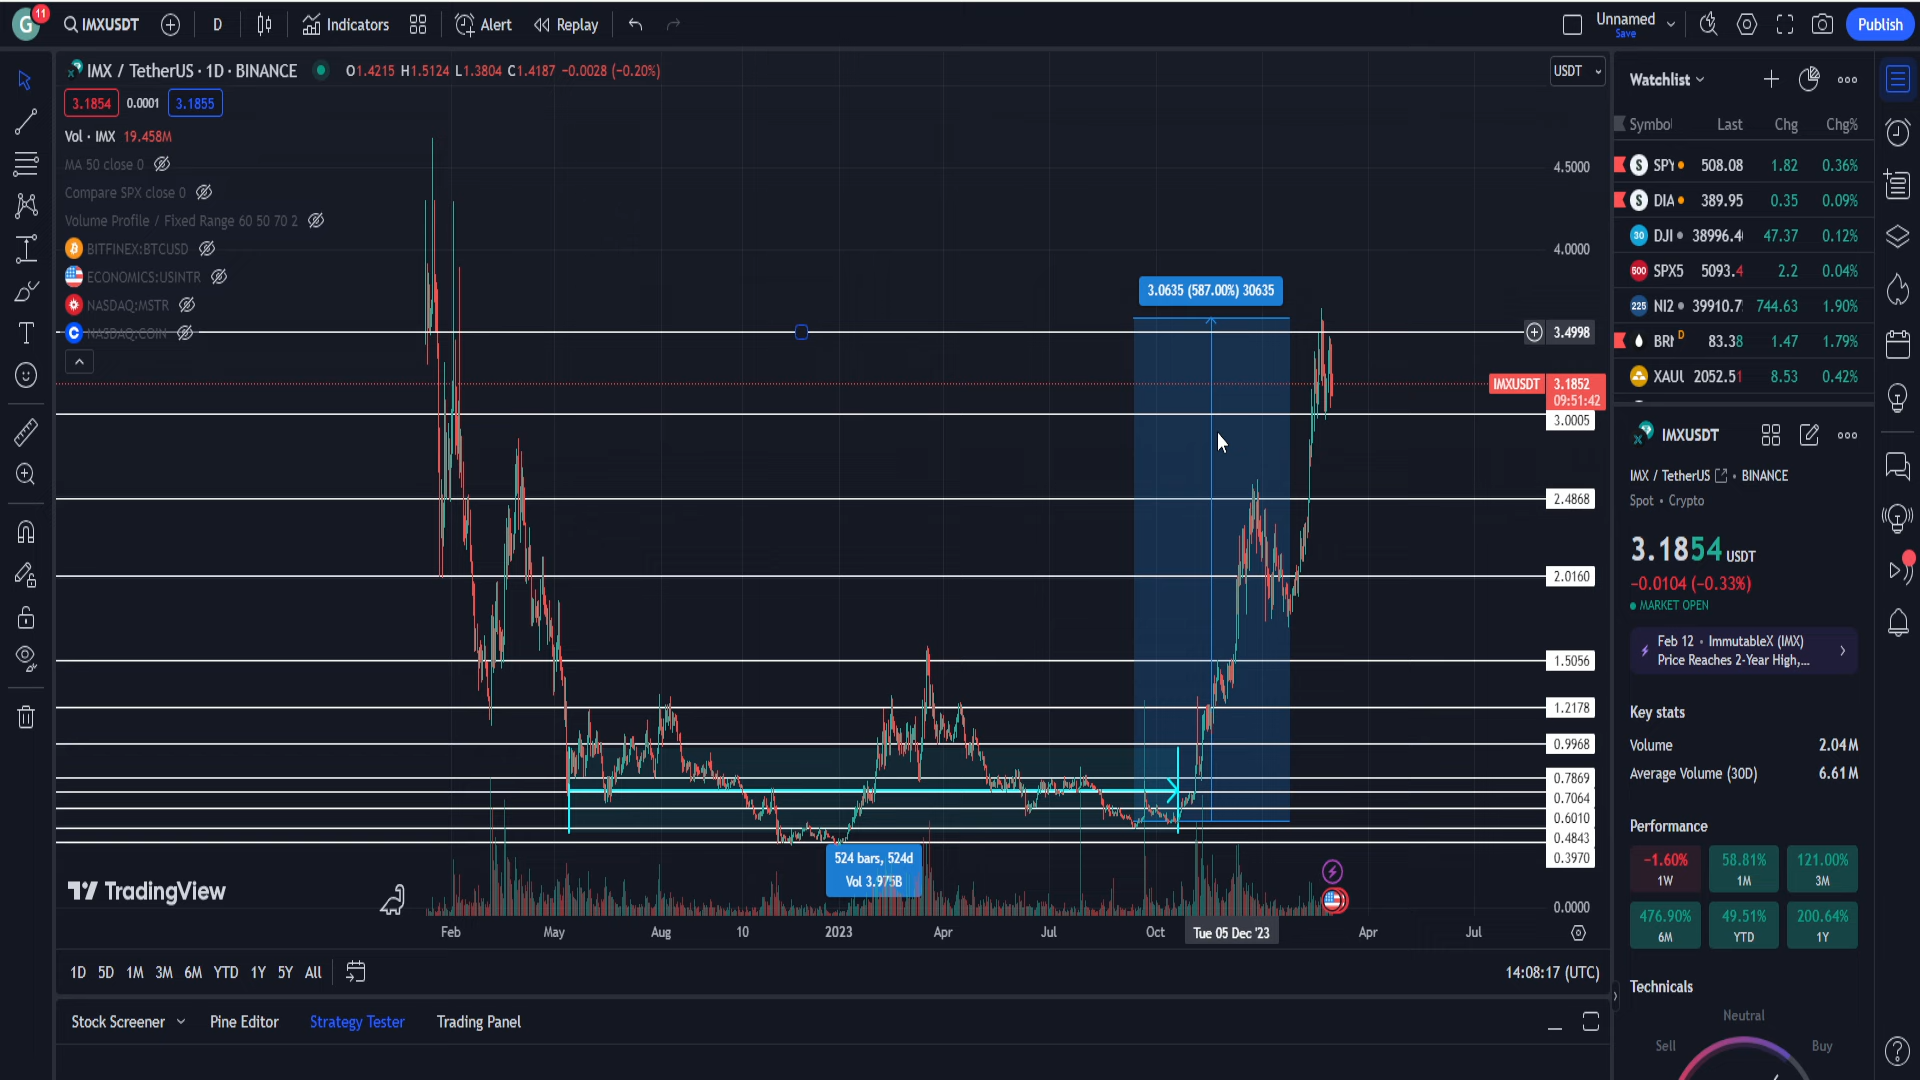 G 11 IMXUSDT D Indicators Alert Replay Unnamed Save Publish
IMX / TetherUS · 1D · BINANCE O1.4215 H1.5124 L1.3804 C1.4187 −0.0028 (−0.20%) USDT
3.1854 0.0001 3.1855
Vol · IMX 19.458M
MA 50 close 0
Compare SPX close 0
Volume Profile / Fixed Range 60 50 70 2
BITFINEX:BTCUSD
ECONOMICS:USINTR
NASDAQ:MSTR
NASDAQ:COIN
4.5000
4.0000
3.0635 (587.00%) 30635
3.4998
IMXUSDT 3.1852
09:51:42
3.0005
2.4868
2.0160
1.5056
1.2178
0.9968
0.7869
0.7064
0.6010
0.4843
0.3970
0.0000
524 bars, 524d
Vol 3.975B
TradingView
Feb May Aug 10 2023 Apr Jul Oct Tue 05 Dec '23 Apr Jul
1D 5D 1M 3M 6M YTD 1Y 5Y All 14:08:17 (UTC)
Stock Screener Pine Editor Strategy Tester Trading Panel
Watchlist
Symbol Last Chg Chg%
S SPY 508.08 1.82 0.36%
S DIA 389.95 0.35 0.09%
30 DJI 38996.4 47.37 0.12%
500 SPX5 5093.4 2.2 0.04%
225 NI2 39910.7 744.63 1.90%
BRN D 83.38 1.47 1.79%
XAUU 2052.51 8.53 0.42%
IMXUSDT
IMX / TetherUS • BINANCE
Spot • Crypto
3.1854 USDT
−0.0104 (−0.33%)
MARKET OPEN
Feb 12 • ImmutableX (IMX)
Price Reaches 2-Year High,...
Key stats
Volume 2.04M
Average Volume (30D) 6.61M
Performance
−1.60% 58.81% 121.00%
1W 1M 3M
476.90% 49.51% 200.64%
6M YTD 1Y
Technicals
Neutral
Sell Buy